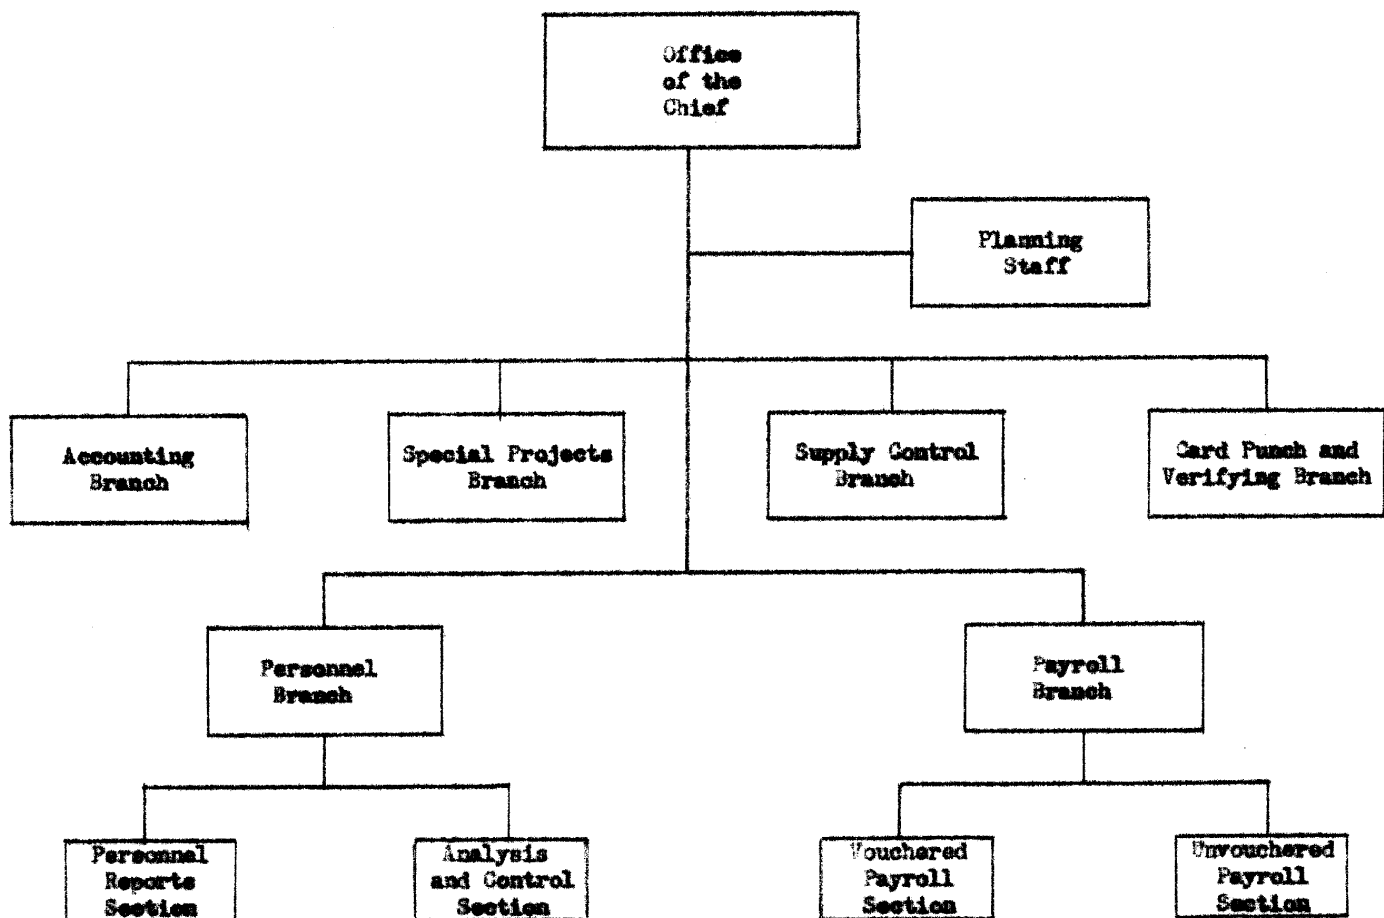 Office
of the
Chief
Planning
Staff
Accounting
Branch
Special Projects
Branch
Supply Control
Branch
Card Punch and
Verifying Branch
Personnel
Branch
Payroll
Branch
Personnel
Reports
Section
Analysis
and Control
Section
Vouchered
Payroll
Section
Unvouchered
Payroll
Section